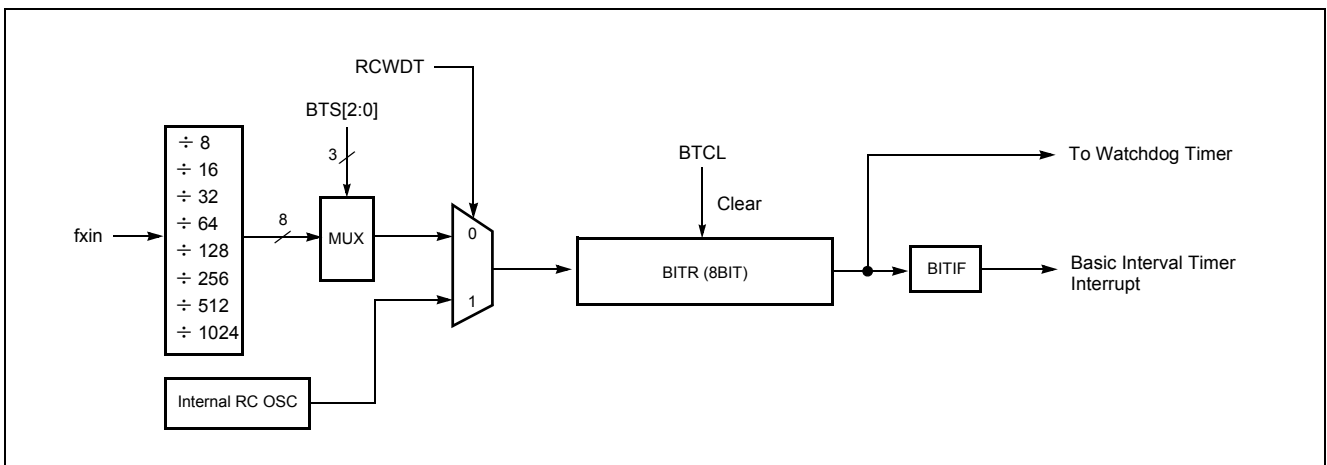 RCWDT
BTS[2:0]
3
÷ 8
÷ 16
÷ 32
÷ 64
÷ 128
÷ 256
÷ 512
÷ 1024
fxin
8
MUX
0
1
Internal RC OSC
BTCL
Clear
BITR (8BIT)
To Watchdog Timer
BITIF
Basic Interval Timer
Interrupt